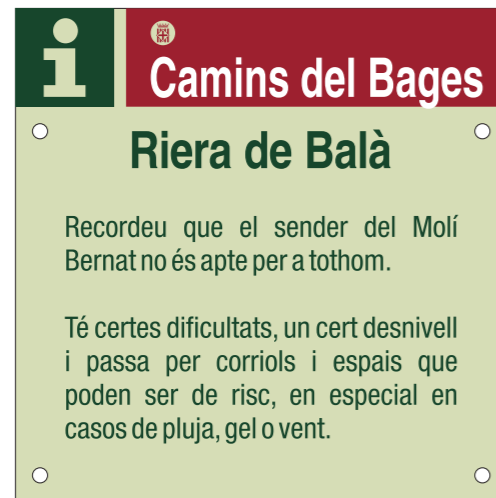 i
Camins del Bages
Riera de Balà
Recordeu que el sender del Molí
Bernat no és apte per a tothom.
Té certes dificultats, un cert desnivell
i passa per corriols i espais que
poden ser de risc, en especial en
casos de pluja, gel o vent.